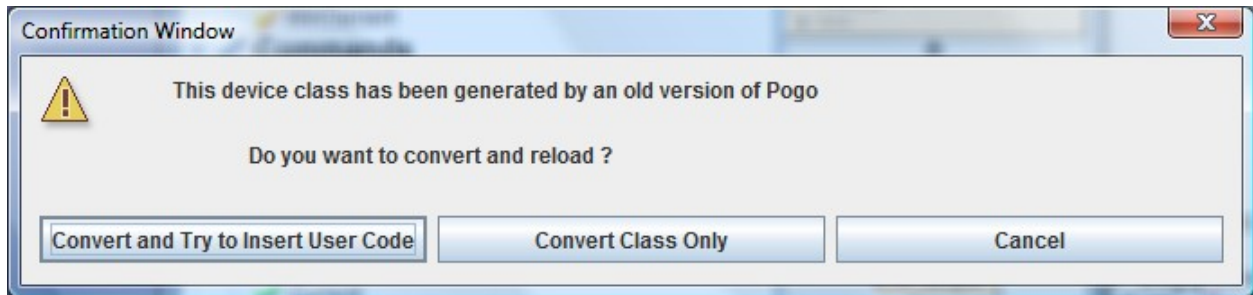 Confirmation Window
This device class has been generated by an old version of Pogo
Do you want to convert and reload ?
Convert and Try to Insert User Code
Convert Class Only
Cancel